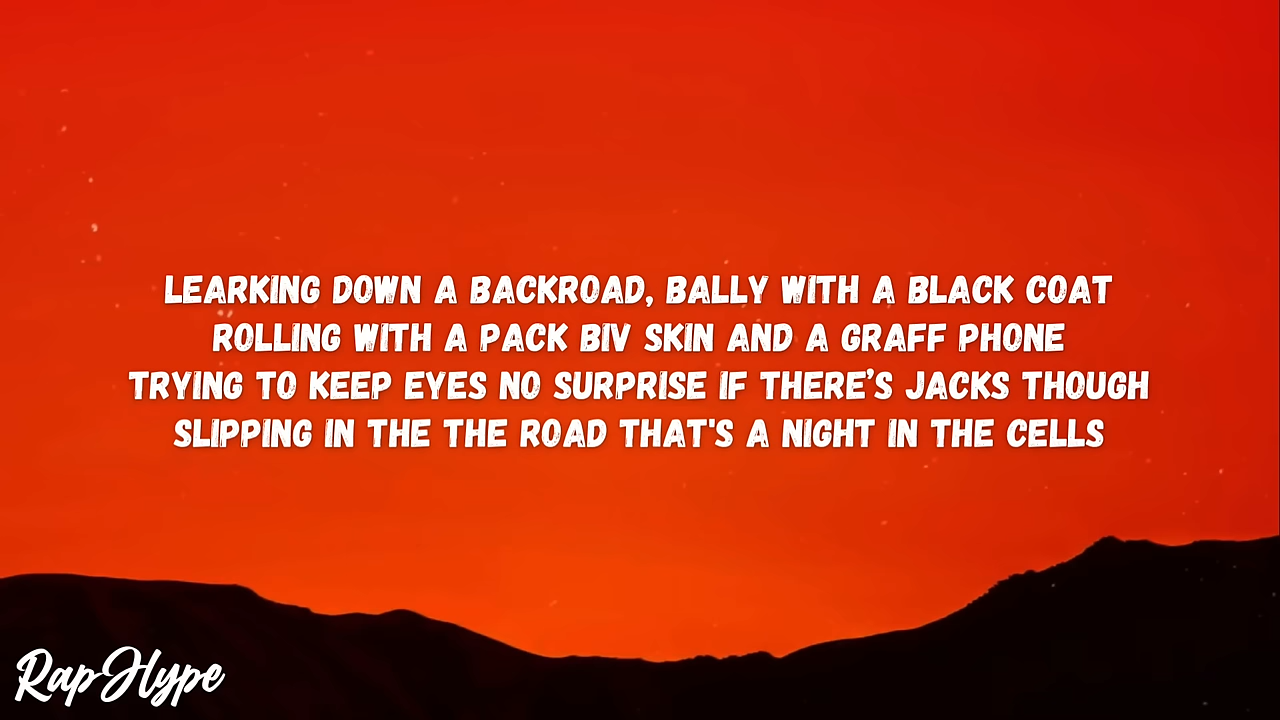 LEARKING DOWN A BACKROAD, BALLY WITH A BLACK COAT
ROLLING WITH A PACK BIV SKIN AND A GRAFF PHONE
TRYING TO KEEP EYES NO SURPRISE IF THERE’S JACKS THOUGH
SLIPPING IN THE THE ROAD THAT'S A NIGHT IN THE CELLS
RapHype